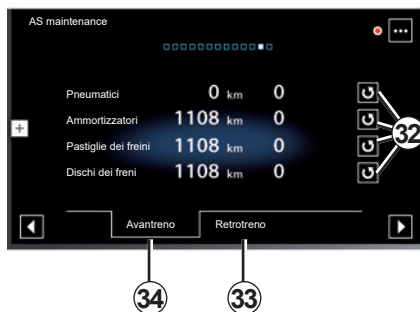 AS maintenance
Pneumatici 0 km 0
Ammortizzatori 1108 km 0
Pastiglie dei freini 1108 km 0
Dischi dei freni 1108 km 0
32
Avantreno Retrotreno
34 33